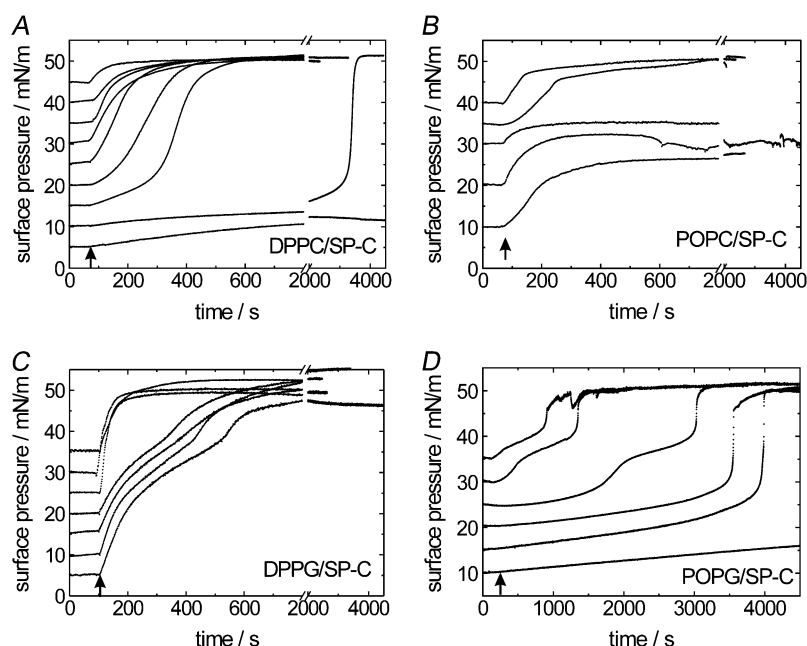 A
surface pressure / mN/m
50
40
30
20
10
0
0 200 400 600 2000 4000
time / s
DPPC/SP-C
B
surface pressure / mN/m
50
40
30
20
10
0
0 200 400 600 2000 4000
time / s
POPC/SP-C
C
surface pressure / mN/m
50
40
30
20
10
0
0 200 400 600 2000 4000
time / s
DPPG/SP-C
D
surface pressure / mN/m
50
40
30
20
10
0 1000 2000 3000 4000
time / s
POPG/SP-C